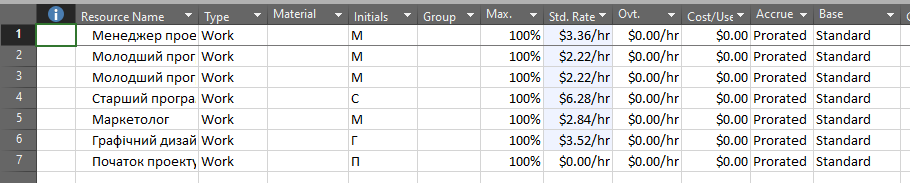 Resource Name Type Material Initials Group Max. Std. Rate Ovt. Cost/Use Accrue Base
1 Менеджер прое Work М 100% $3.36/hr $0.00/hr $0.00 Prorated Standard
2 Молодший прог Work М 100% $2.22/hr $0.00/hr $0.00 Prorated Standard
3 Молодший прог Work М 100% $2.22/hr $0.00/hr $0.00 Prorated Standard
4 Старший програ Work С 100% $6.28/hr $0.00/hr $0.00 Prorated Standard
5 Маркетолог Work М 100% $2.84/hr $0.00/hr $0.00 Prorated Standard
6 Графічний дизай Work Г 100% $3.52/hr $0.00/hr $0.00 Prorated Standard
7 Початок проекту Work П 100% $0.00/hr $0.00/hr $0.00 Prorated Standard